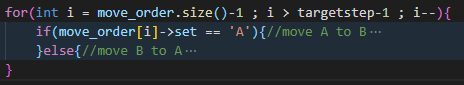 for(int i = move_order.size()-1 ; i > targetstep-1 ; i--){
if(move_order[i]->set == 'A'){//move A to B…
}else{//move B to A…
}